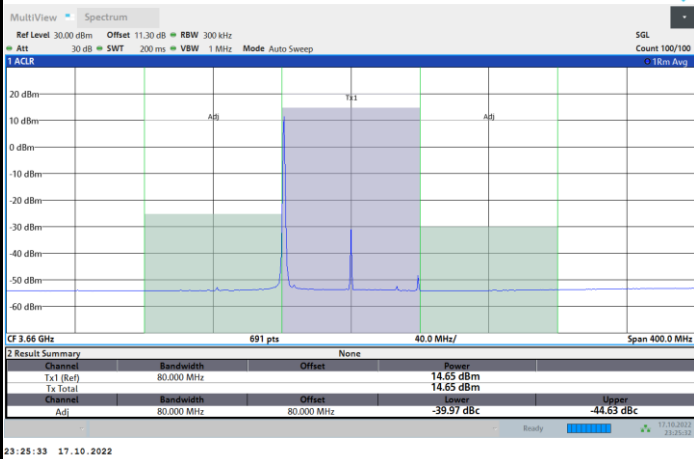 MultiView Spectrum
Ref Level 30.00 dBm Offset 11.30 dB RBW 300 kHz SGL
Att 30 dB SWT 200 ms VBW 1 MHz Mode Auto Sweep Count 100/100
1 ACLR 1Rm Avg
20 dBm
Tx1
10 dBm Adj Adj
0 dBm
-10 dBm
-20 dBm
-30 dBm
-40 dBm
-50 dBm
-60 dBm
CF 3.66 GHz 691 pts 40.0 MHz/ Span 400.0 MHz
2 Result Summary None
Channel Bandwidth Offset Power
Tx1 (Ref) 80.000 MHz 14.65 dBm
Tx Total 14.65 dBm
Channel Bandwidth Offset Lower Upper
Adj 80.000 MHz 80.000 MHz -39.97 dBc -44.63 dBc
Ready 17.10.2022
23:25:32
23:25:33 17.10.2022